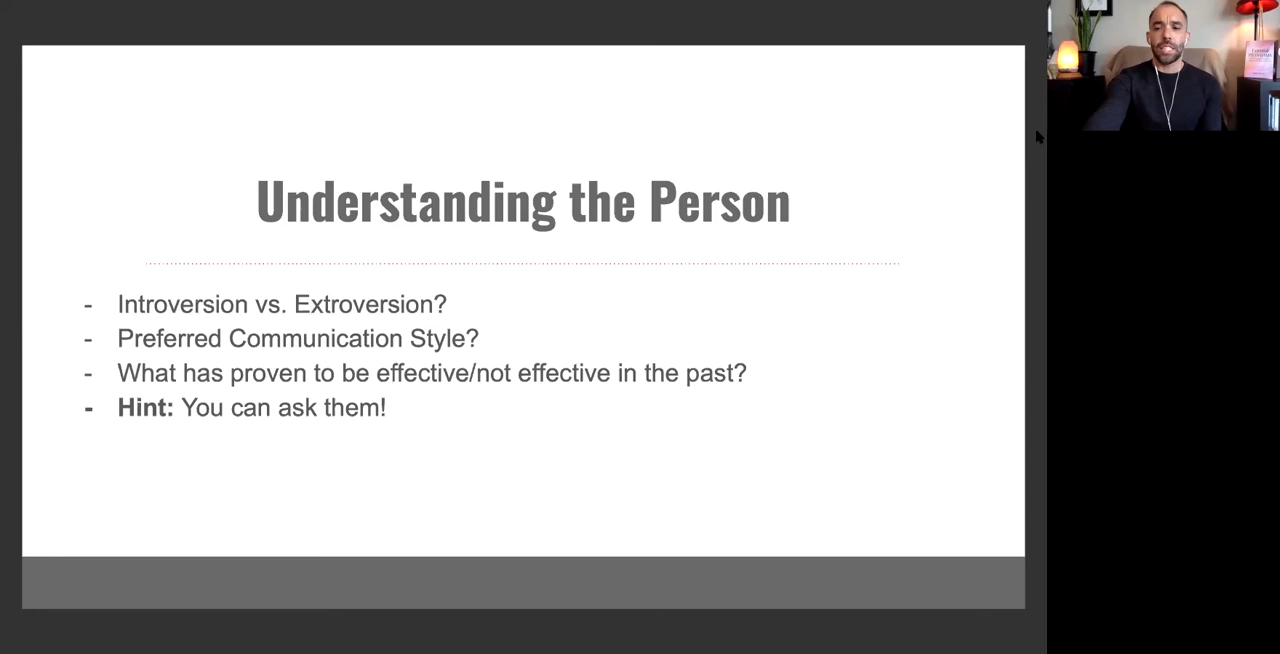 Understanding the Person
- Introversion vs. Extroversion?
- Preferred Communication Style?
- What has proven to be effective/not effective in the past?
- Hint: You can ask them!